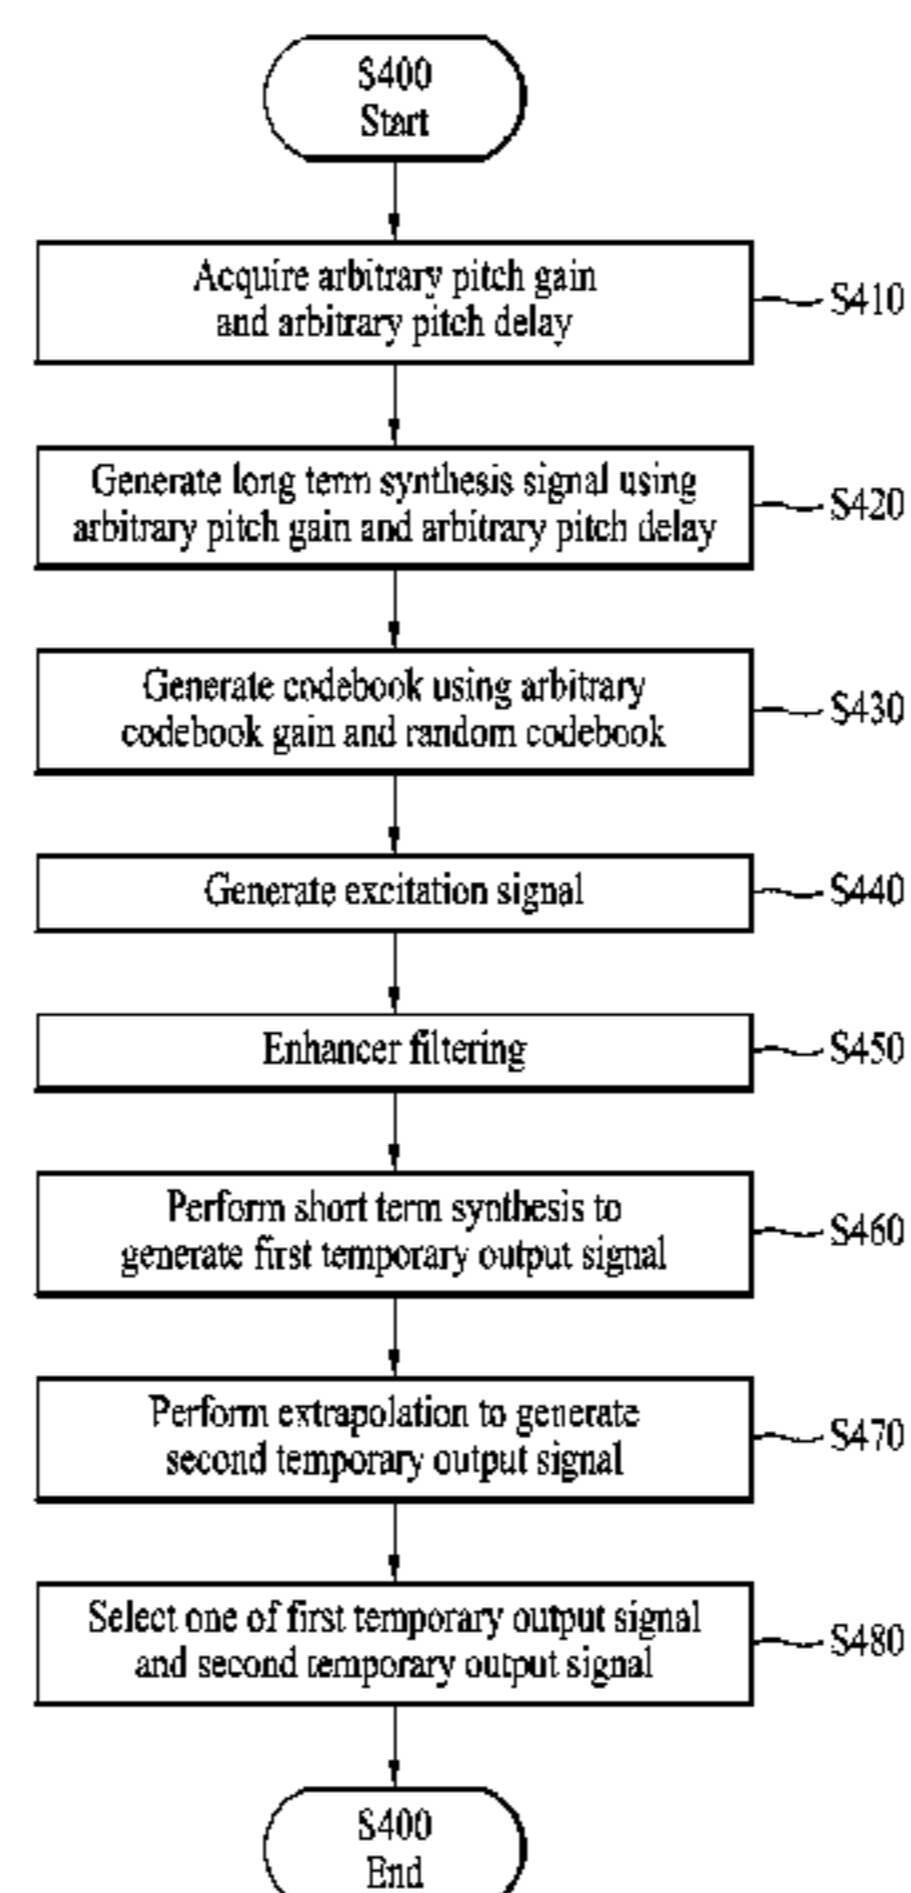 S400
Start
Acquire arbitrary pitch gain
and arbitrary pitch delay
S410
Generate long term synthesis signal using
arbitrary pitch gain and arbitrary pitch delay
S420
Generate codebook using arbitrary
codebook gain and random codebook
S430
Generate excitation signal
S440
Enhancer filtering
S450
Perform short term synthesis to
generate first temporary output signal
S460
Perform extrapolation to generate
second temporary output signal
S470
Select one of first temporary output signal
and second temporary output signal
S480
S400
End